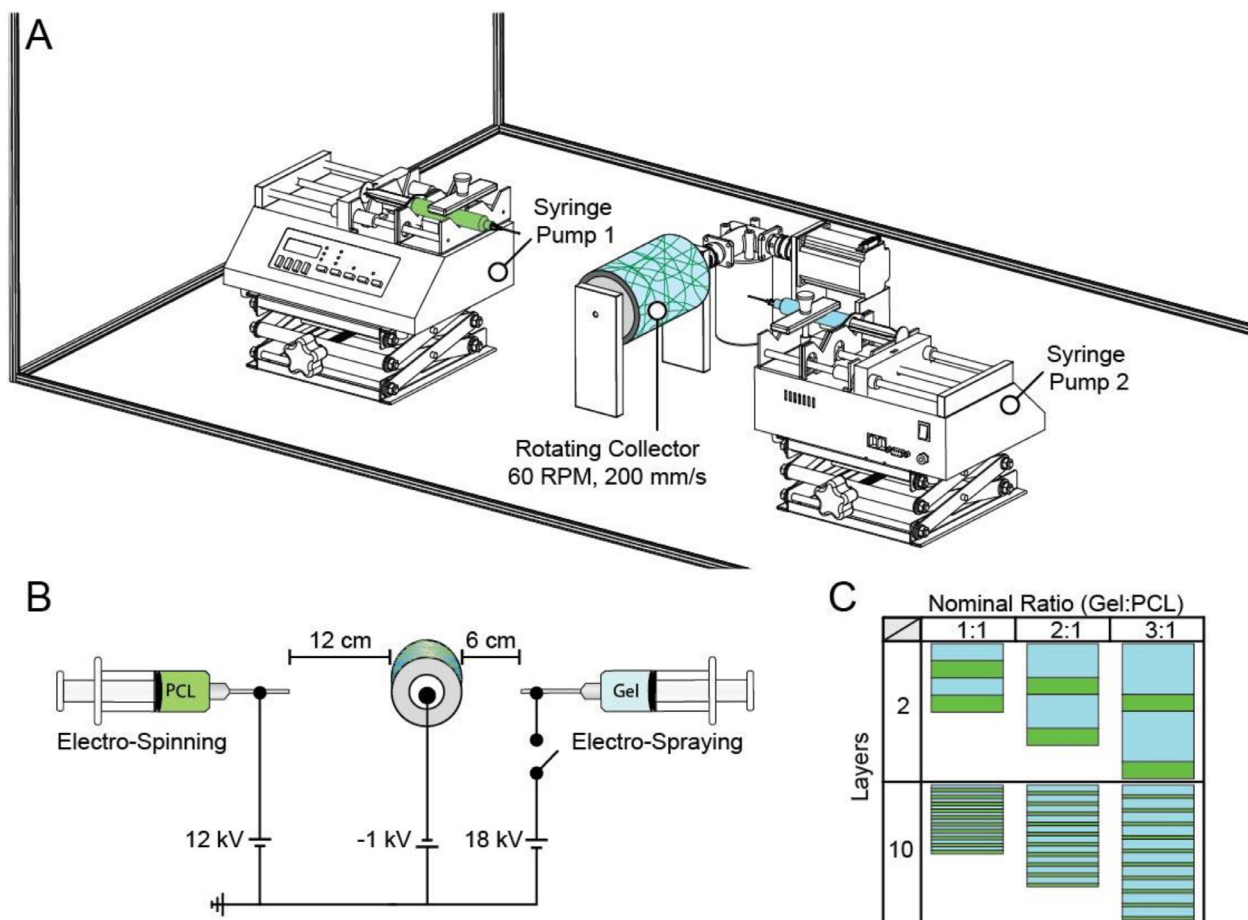 A
Syringe
Pump 1
Syringe
Pump 2
Rotating Collector
60 RPM, 200 mm/s
B
12 cm
6 cm
PCL
Gel
Electro-Spinning
Electro-Spraying
12 kV
-1 kV
18 kV
C
Nominal Ratio (Gel:PCL)
1:1
2:1
3:1
Layers
2
10